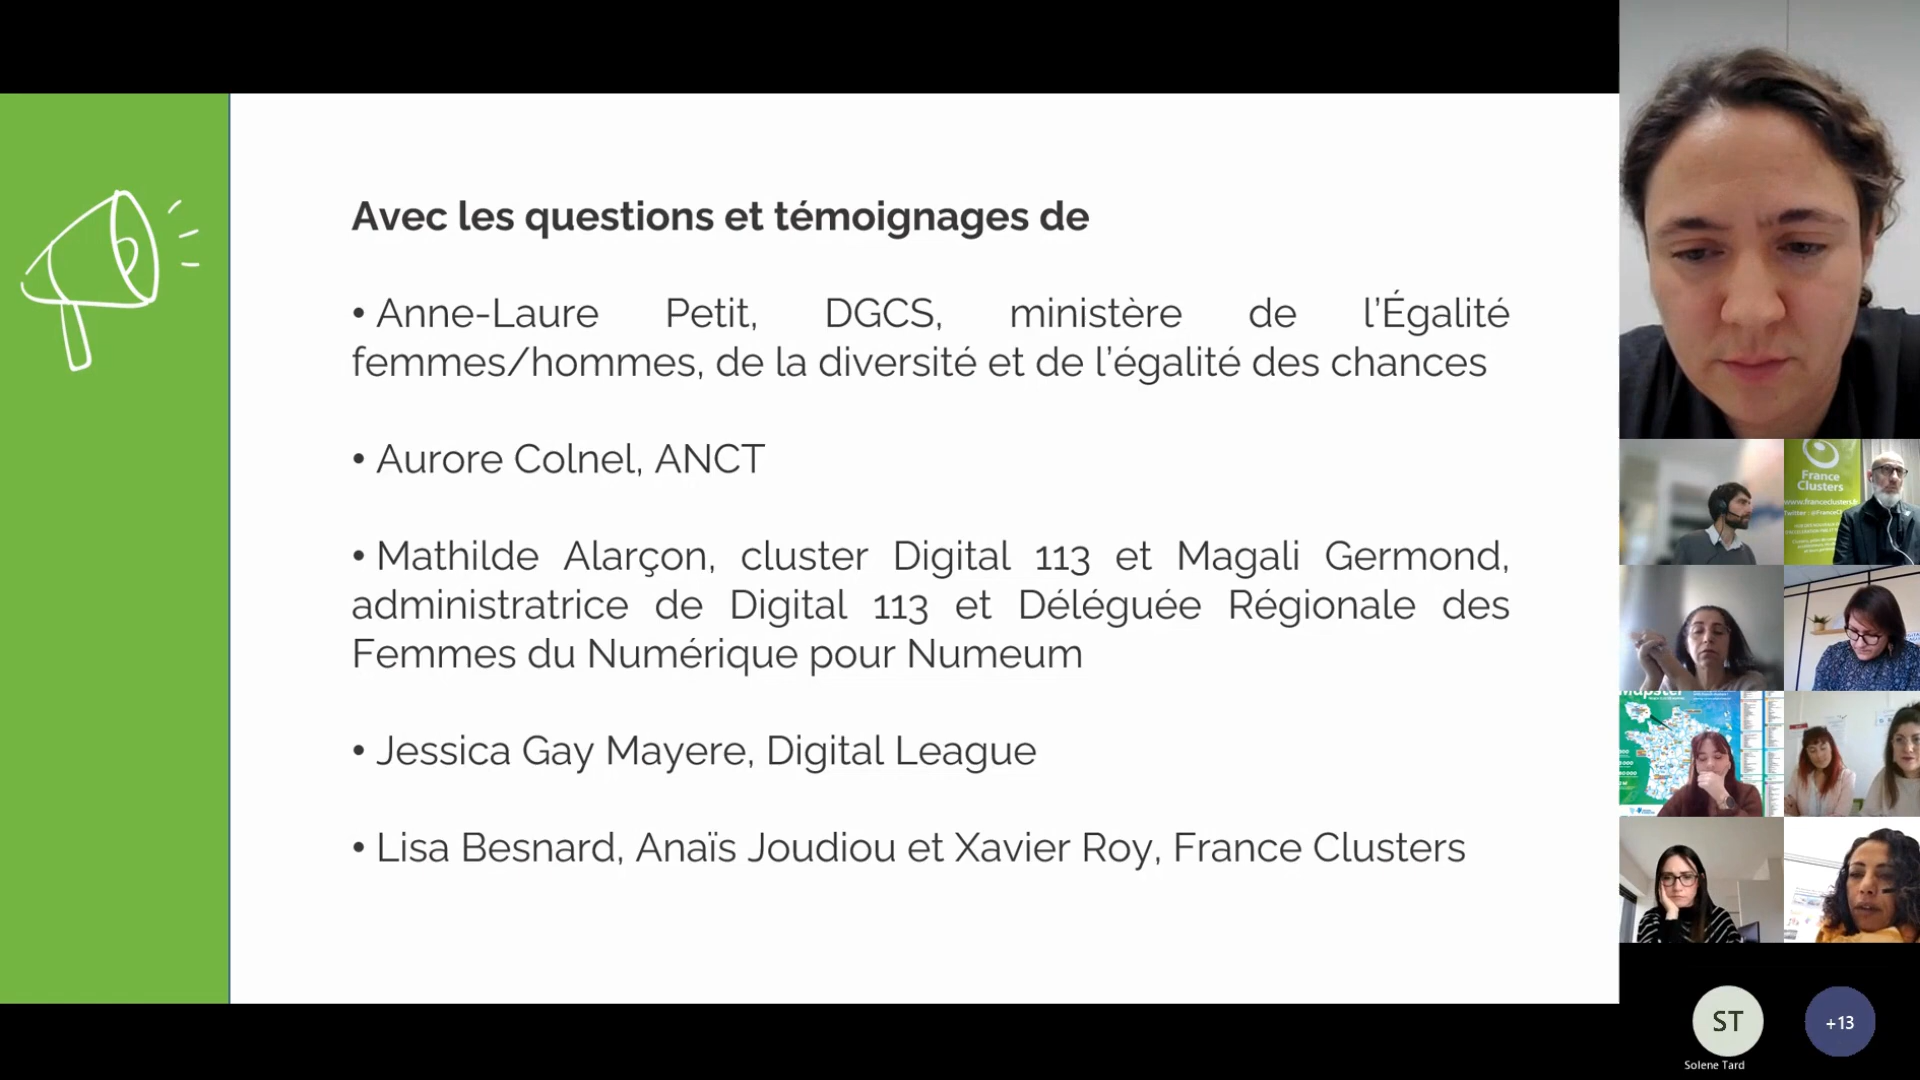 Avec les questions et témoignages de
• Anne-Laure Petit, DGCS, ministère de l’Égalité
femmes/hommes, de la diversité et de l’égalité des chances
• Aurore Colnel, ANCT
• Mathilde Alarçon, cluster Digital 113 et Magali Germond,
administratrice de Digital 113 et Déléguée Régionale des
Femmes du Numérique pour Numeum
• Jessica Gay Mayere, Digital League
• Lisa Besnard, Anaïs Joudiou et Xavier Roy, France Clusters
France
Clusters
ST
+13
Solene Tard